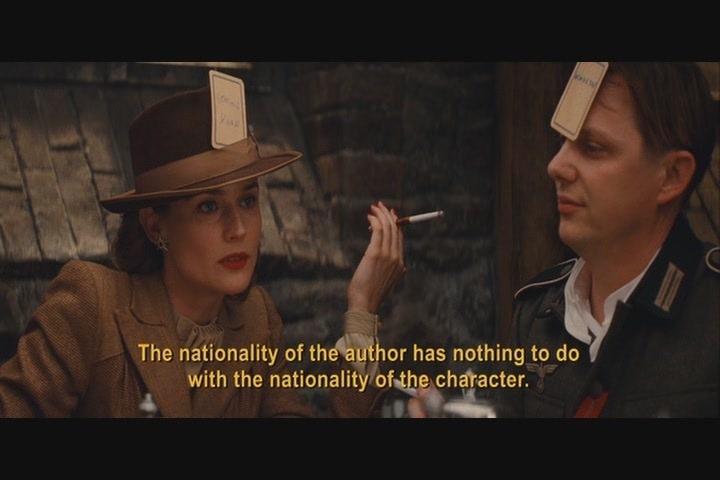 The nationality of the author has nothing to do
with the nationality of the character.